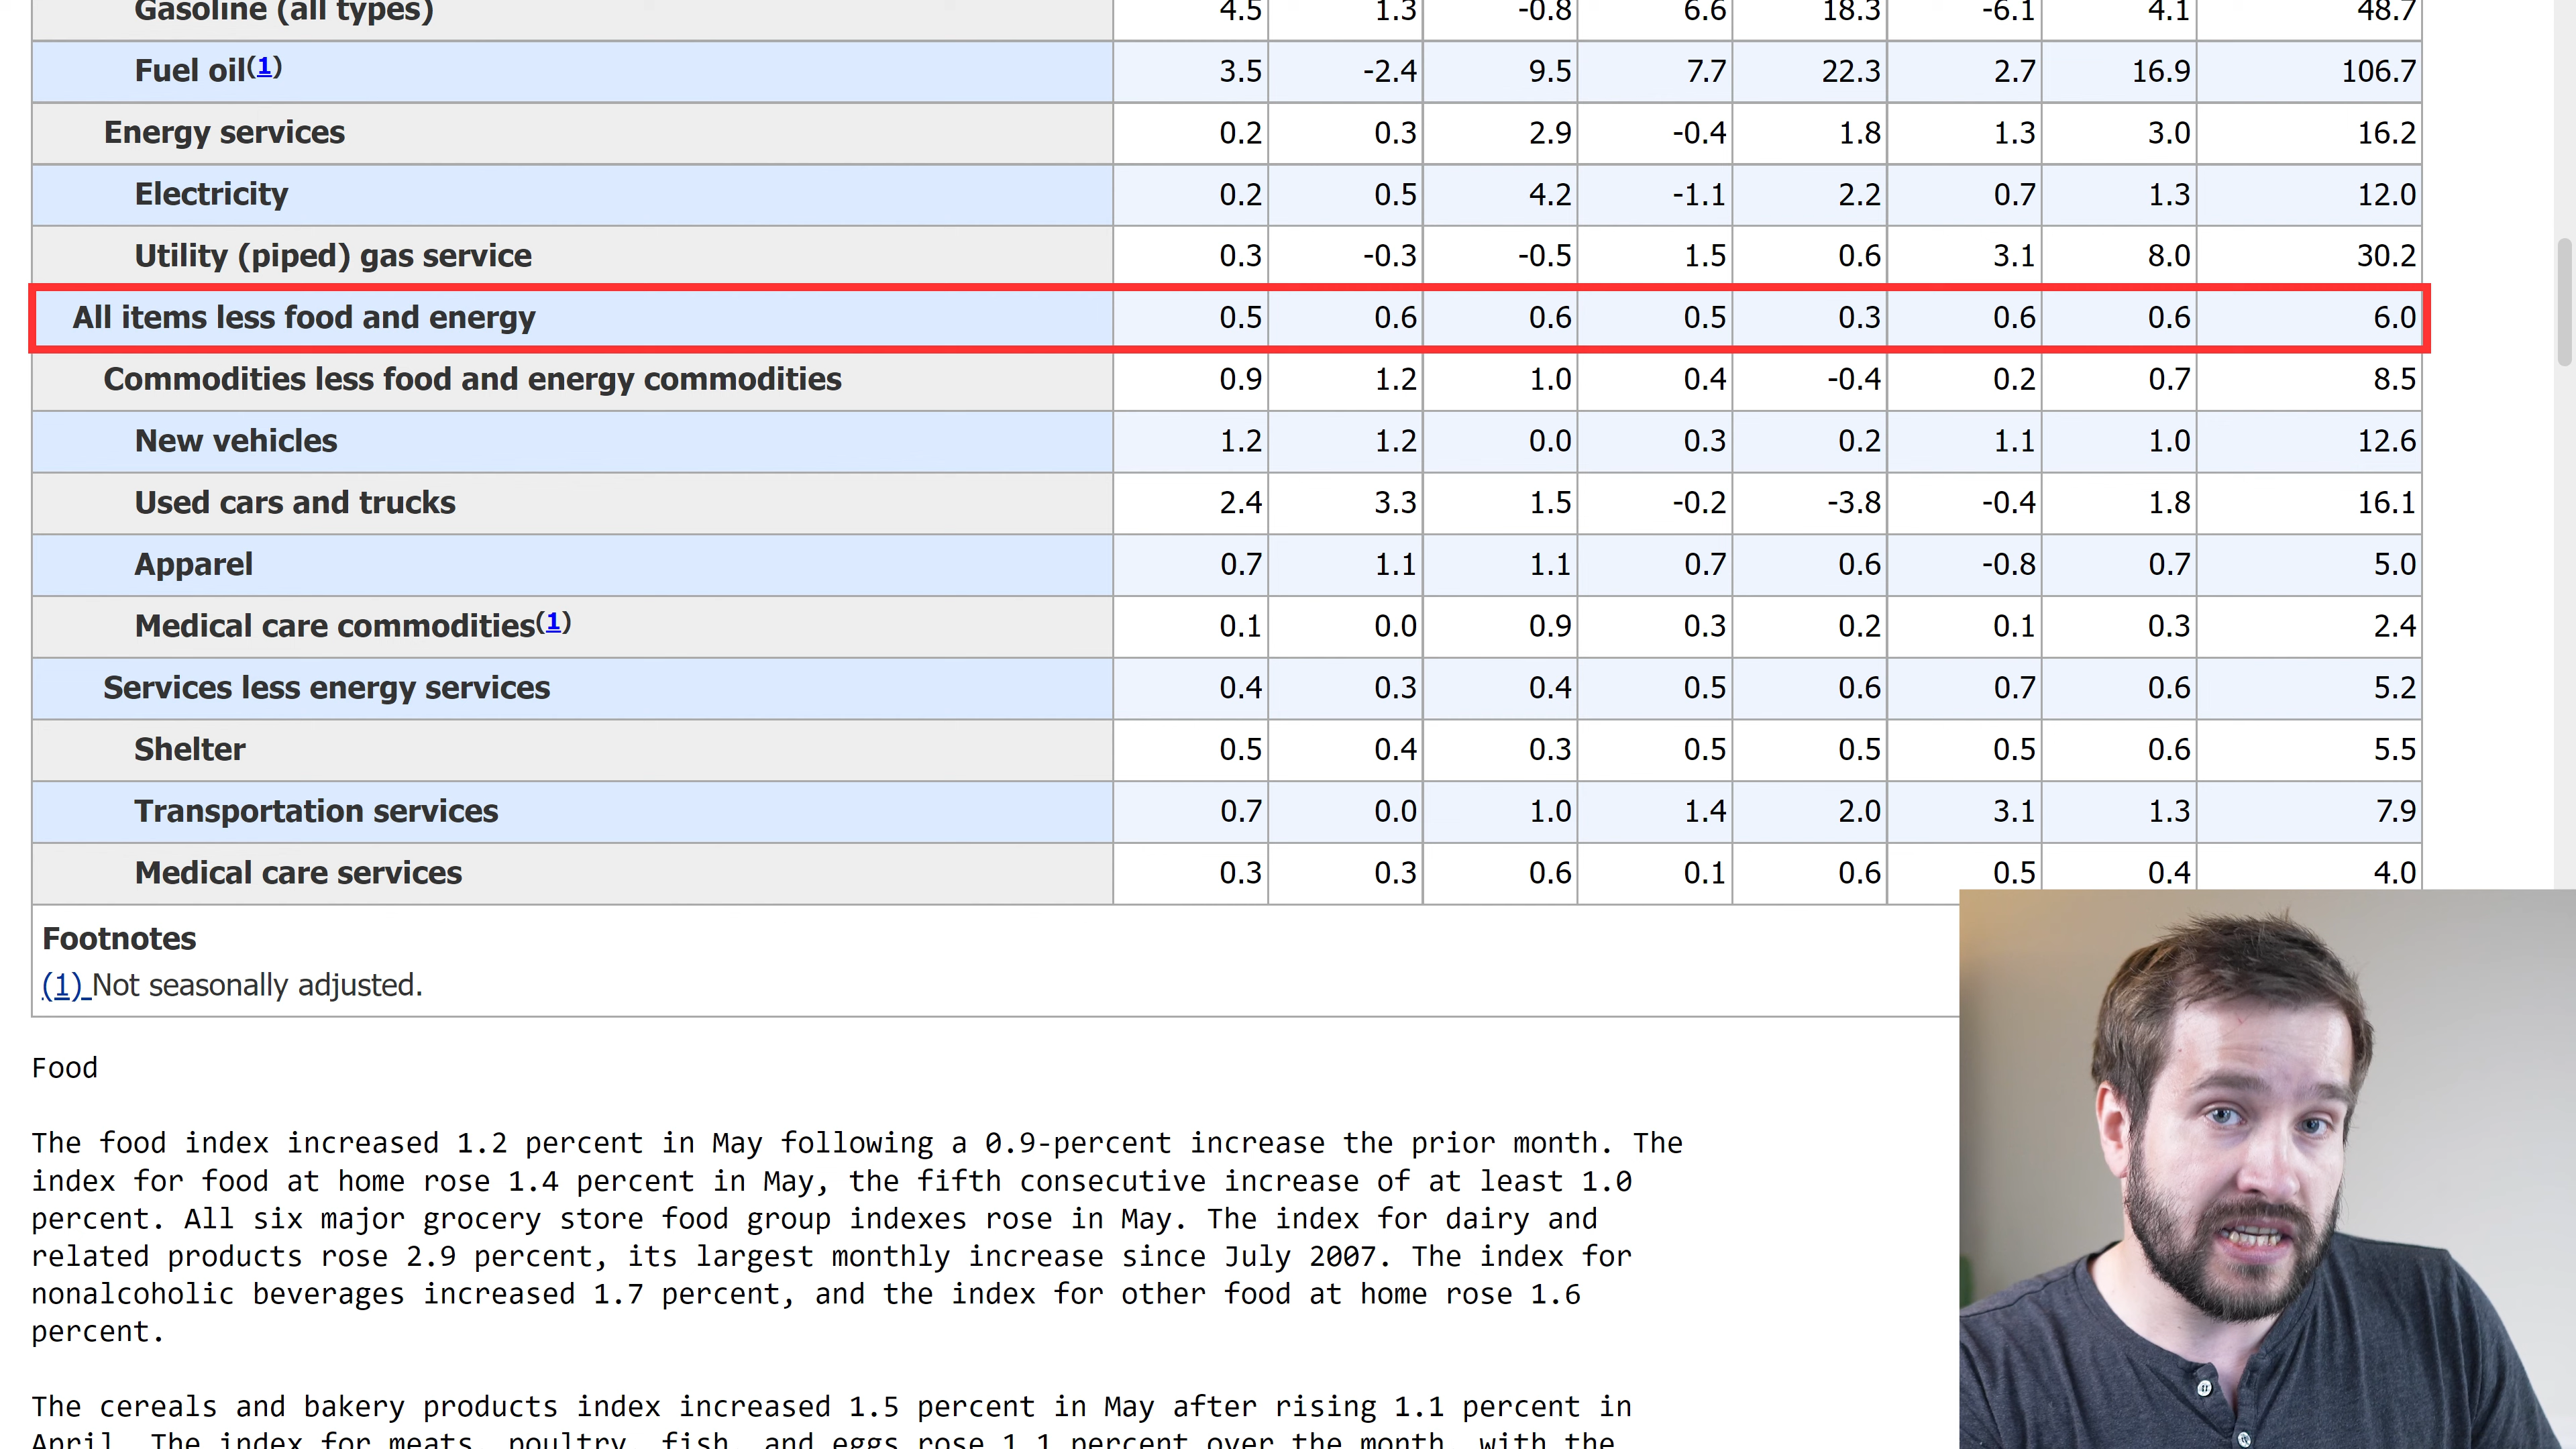 Gasoline (all types) 4.5 1.3 -0.8 6.6 18.3 -6.1 4.1 48.7
Fuel oil(1) 3.5 -2.4 9.5 7.7 22.3 2.7 16.9 106.7
Energy services 0.2 0.3 2.9 -0.4 1.8 1.3 3.0 16.2
Electricity 0.2 0.5 4.2 -1.1 2.2 0.7 1.3 12.0
Utility (piped) gas service 0.3 -0.3 -0.5 1.5 0.6 3.1 8.0 30.2
All items less food and energy 0.5 0.6 0.6 0.5 0.3 0.6 0.6 6.0
Commodities less food and energy commodities 0.9 1.2 1.0 0.4 -0.4 0.2 0.7 8.5
New vehicles 1.2 1.2 0.0 0.3 0.2 1.1 1.0 12.6
Used cars and trucks 2.4 3.3 1.5 -0.2 -3.8 -0.4 1.8 16.1
Apparel 0.7 1.1 1.1 0.7 0.6 -0.8 0.7 5.0
Medical care commodities(1) 0.1 0.0 0.9 0.3 0.2 0.1 0.3 2.4
Services less energy services 0.4 0.3 0.4 0.5 0.6 0.7 0.6 5.2
Shelter 0.5 0.4 0.3 0.5 0.5 0.5 0.6 5.5
Transportation services 0.7 0.0 1.0 1.4 2.0 3.1 1.3 7.9
Medical care services 0.3 0.3 0.6 0.1 0.6 0.5 0.4 4.0
Footnotes
(1) Not seasonally adjusted.
Food
The food index increased 1.2 percent in May following a 0.9-percent increase the prior month. The
index for food at home rose 1.4 percent in May, the fifth consecutive increase of at least 1.0
percent. All six major grocery store food group indexes rose in May. The index for dairy and
related products rose 2.9 percent, its largest monthly increase since July 2007. The index for
nonalcoholic beverages increased 1.7 percent, and the index for other food at home rose 1.6
percent.
The cereals and bakery products index increased 1.5 percent in May after rising 1.1 percent in
April. The index for meats, poultry, fish, and eggs rose 1.1 percent over the month, with the